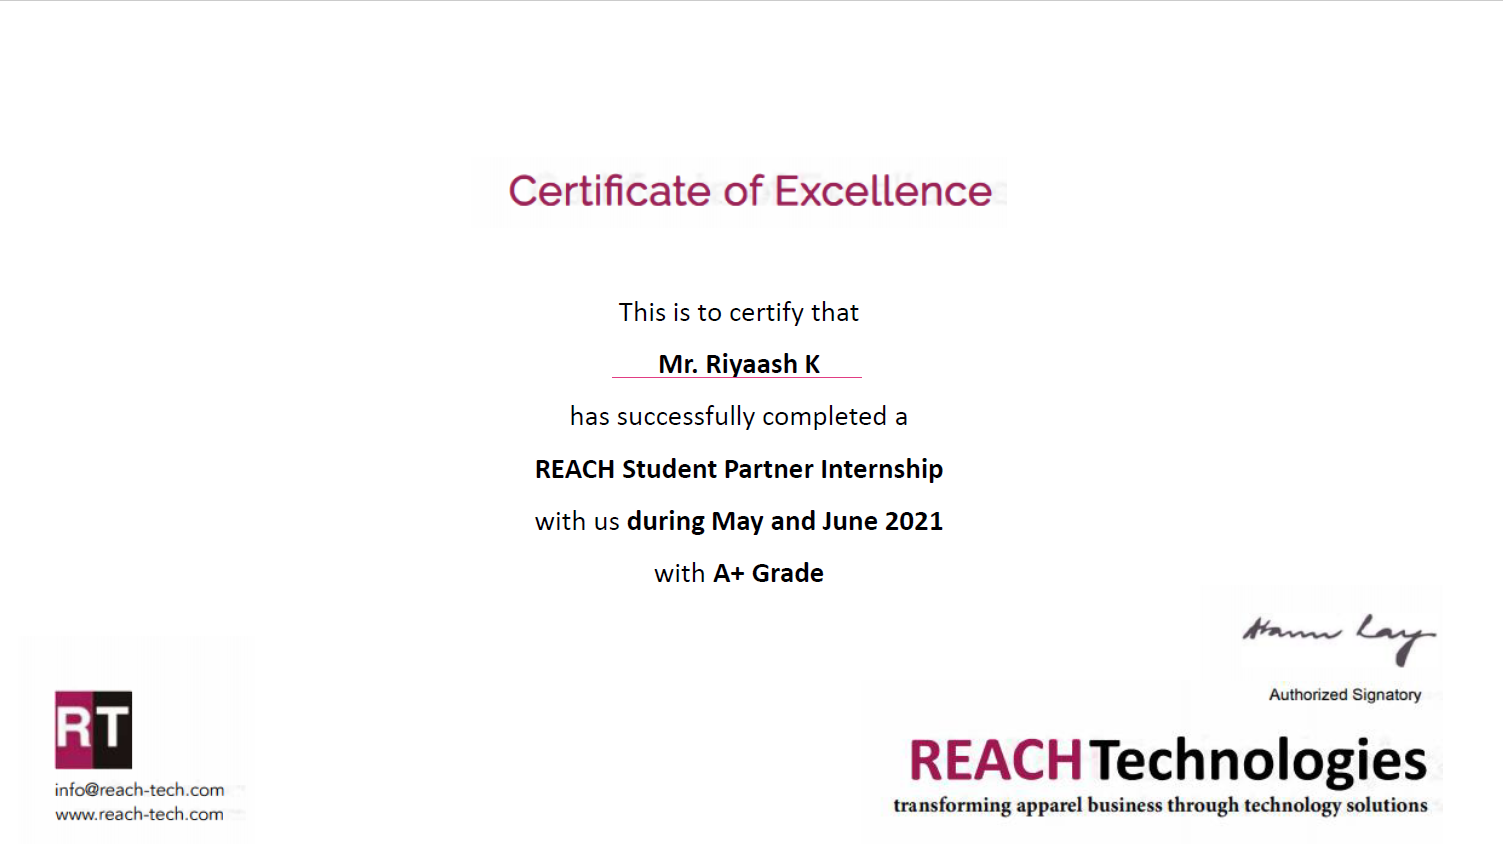 Certificate of Excellence
This is to certify that
Mr. Riyaash K
has successfully completed a
REACH Student Partner Internship
with us during May and June 2021
with A+ Grade
Authorized Signatory
RT
info@reach-tech.com
www.reach-tech.com
REACH Technologies
transforming apparel business through technology solutions